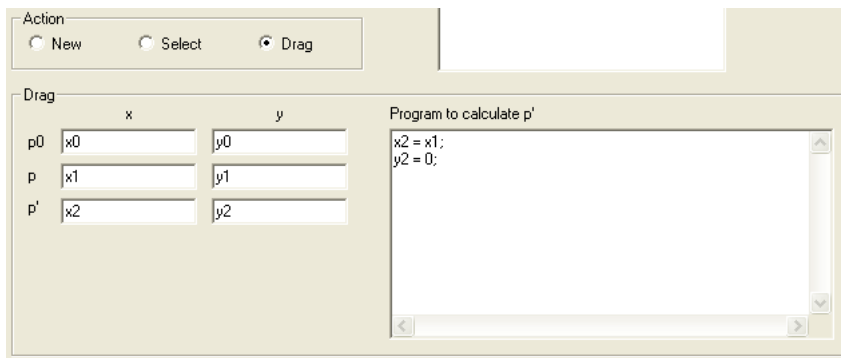 Action
New Select Drag
Drag
x y Program to calculate p'
p0 x0 y0
p x1 y1
p' x2 y2
x2 = x1;
y2 = 0;